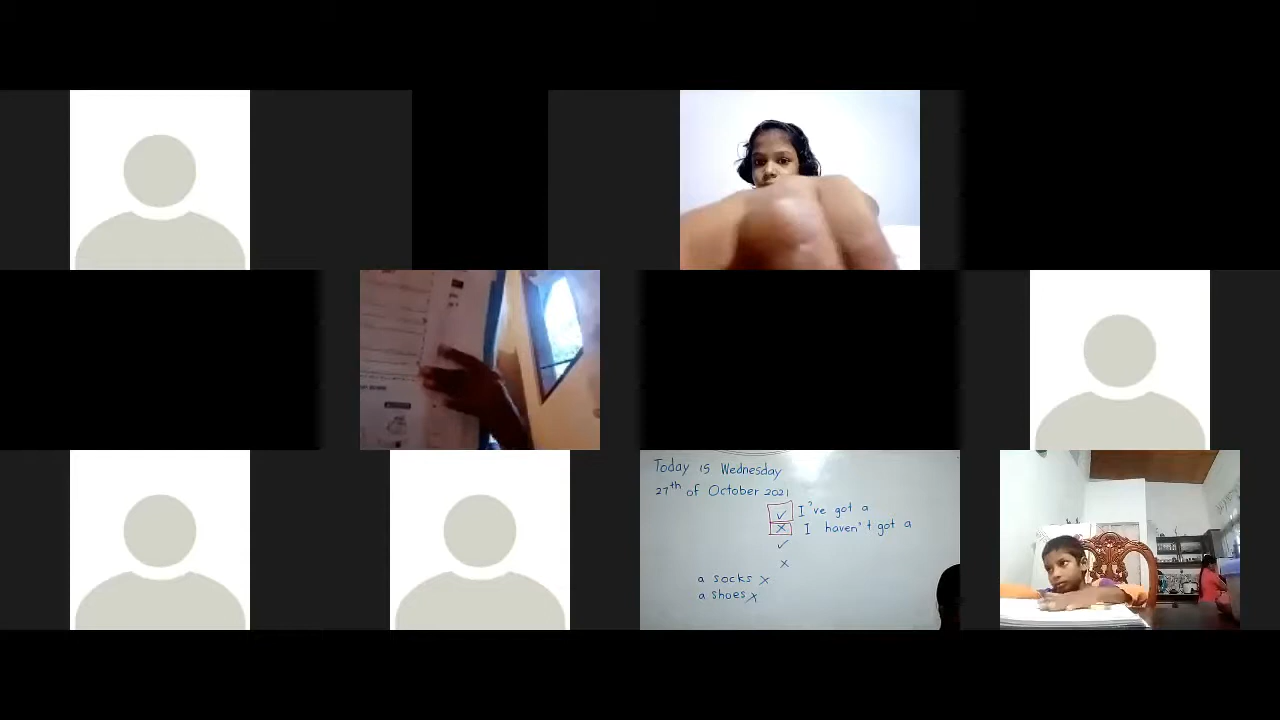 Today is Wednesday
27th of October 2021
✓ I've got a
x I haven't got a
✓
x
a socks x
a shoes x